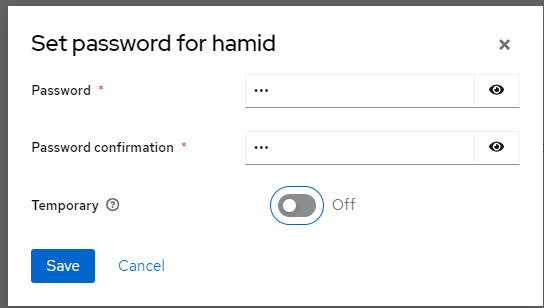 Set password for hamid
Password *
•••
Password confirmation *
•••
Temporary
Off
Save Cancel